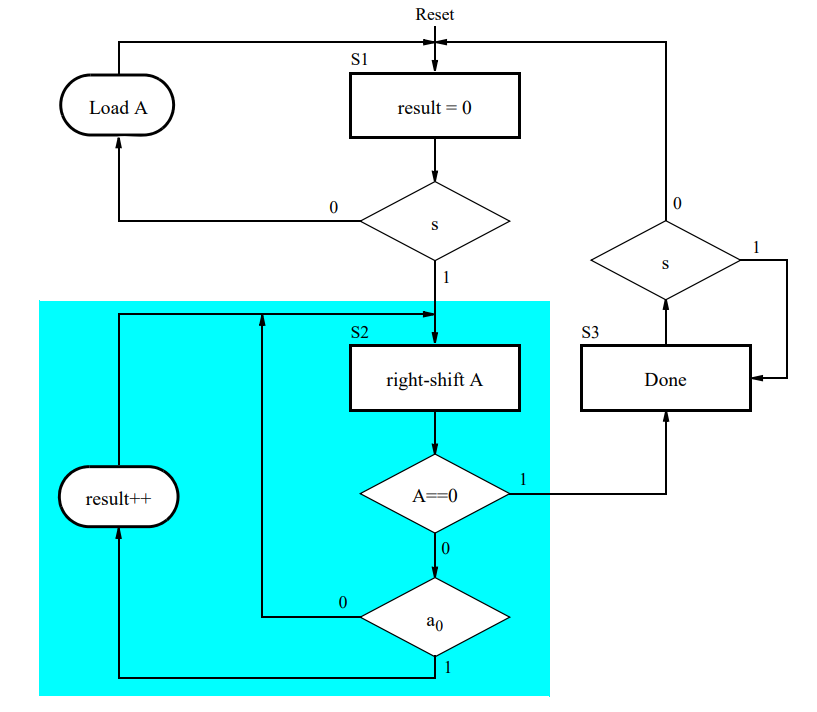 Reset
S1
Load A
result = 0
0
s
0
1
s
1
S2
S3
right-shift A
Done
result++
A==0
1
0
0
a0
1